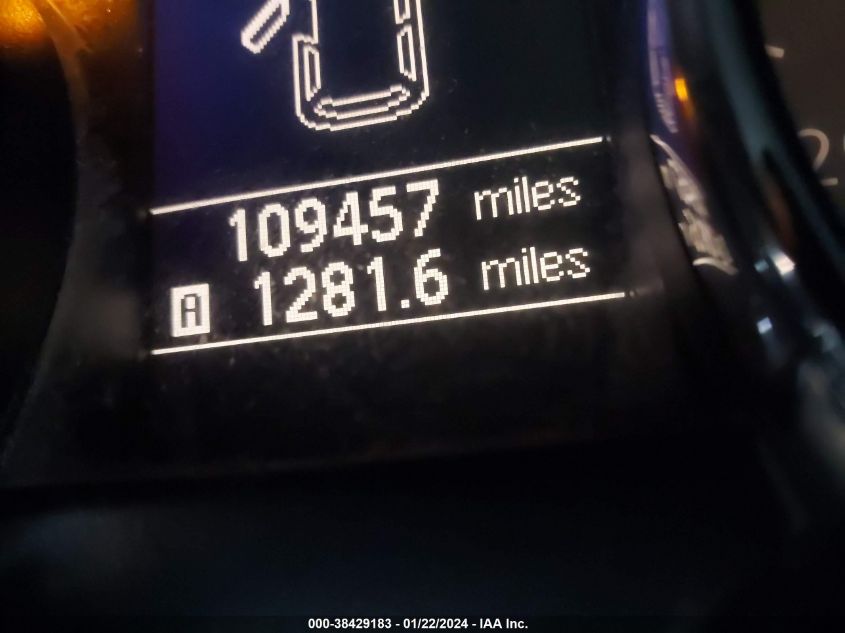 109457 miles
A 1281.6 miles
000-38429183 - 01/22/2024 - IAA Inc.